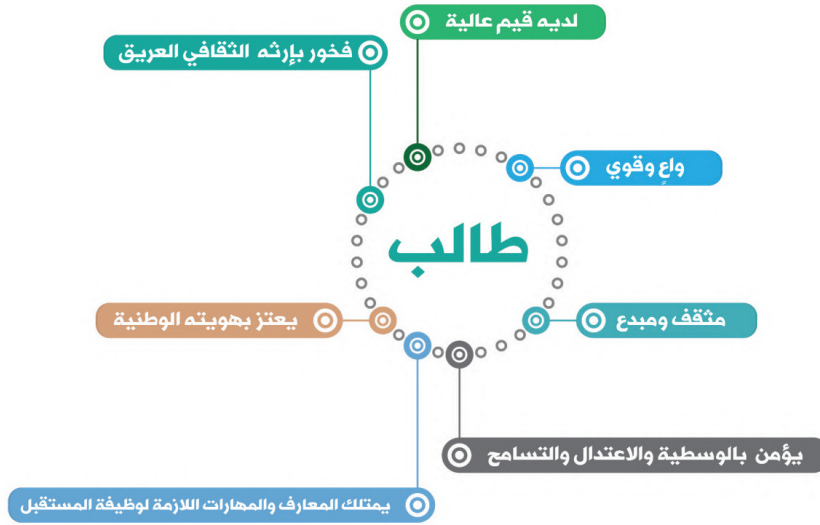 لديه قيم عالية
فخور بإرثه الثقافي العريق
واعٍ وقوي
طالب
مثقف ومبدع
يعتز بهويته الوطنية
يؤمن بالوسطية والاعتدال والتسامح
يمتلك المعارف والمهارات اللازمة لوظيفة المستقبل